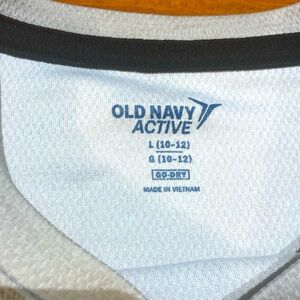 OLD NAVY
ACTIVE
L (10-12)
G (10-12)
GO-DRY
MADE IN VIETNAM